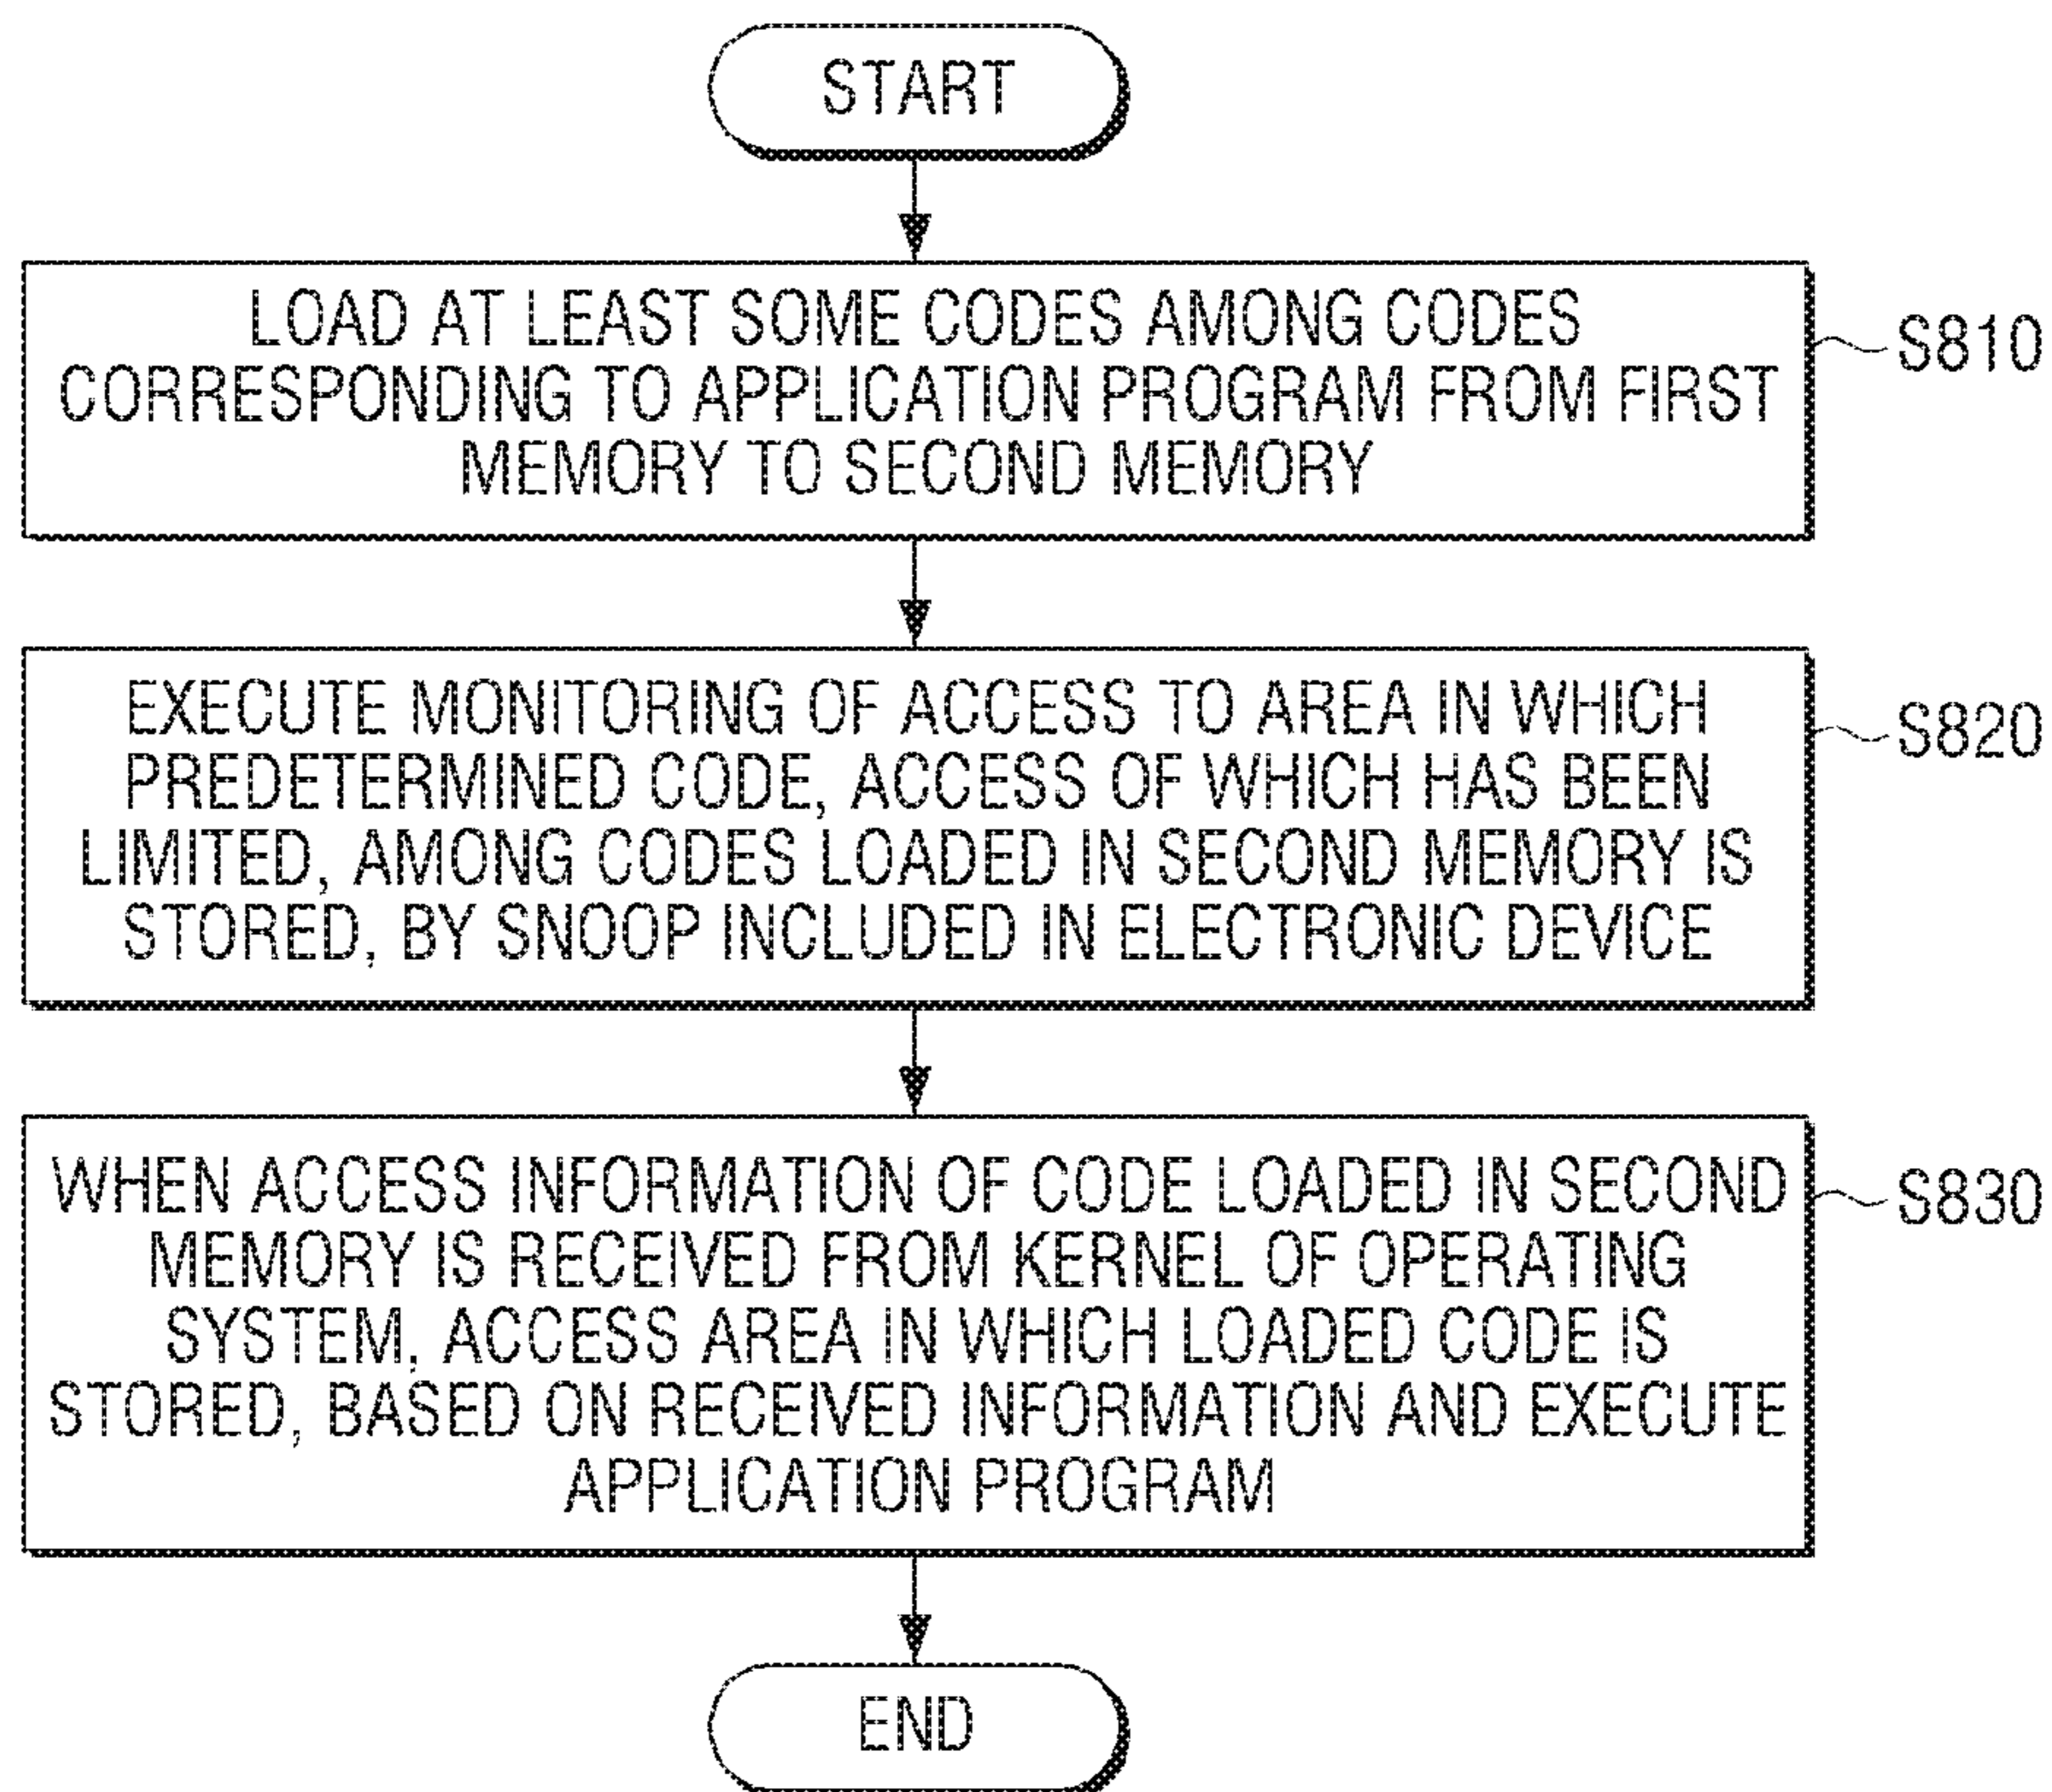 START
LOAD AT LEAST SOME CODES AMONG CODES
CORRESPONDING TO APPLICATION PROGRAM FROM FIRST
MEMORY TO SECOND MEMORY
S810
EXECUTE MONITORING OF ACCESS TO AREA IN WHICH
PREDETERMINED CODE, ACCESS OF WHICH HAS BEEN
LIMITED, AMONG CODES LOADED IN SECOND MEMORY IS
STORED, BY SNOOP INCLUDED IN ELECTRONIC DEVICE
S820
WHEN ACCESS INFORMATION OF CODE LOADED IN SECOND
MEMORY IS RECEIVED FROM KERNEL OF OPERATING
SYSTEM, ACCESS AREA IN WHICH LOADED CODE IS
STORED, BASED ON RECEIVED INFORMATION AND EXECUTE
APPLICATION PROGRAM
S830
END